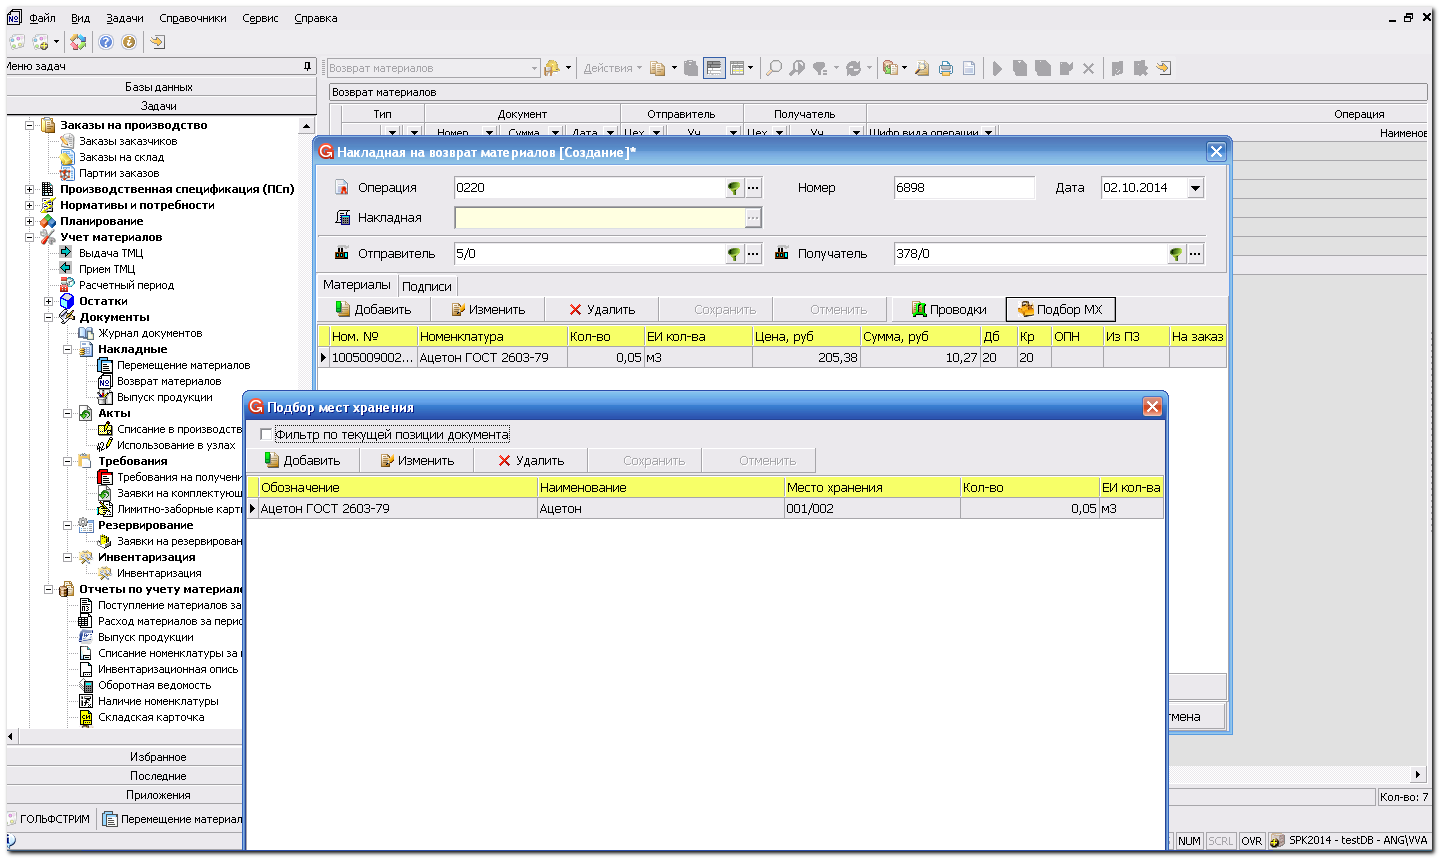 Файл Вид Задачи Справочники Сервис Справка
Меню задач
Базы данных
Задачи
Заказы на производство
Заказы заказчиков
Заказы на склад
Партии заказов
Производственная спецификация (ПСп)
Нормативы и потребности
Планирование
Учет материалов
Выдача ТМЦ
Прием ТМЦ
Расчетный период
Остатки
Документы
Журнал документов
Накладные
Перемещение материалов
Возврат материалов
Выпуск продукции
Акты
Списание в производств
Использование в узлах
Требования
Требования на получени
Заявки на комплектующ
Лимитно-заборные карт
Резервирование
Заявки на резервирован
Инвентаризация
Инвентаризация
Отчеты по учету материало
Поступление материалов за
Расход материалов за перио
Выпуск продукции
Списание номенклатуры за
Инвентаризационная опись
Оборотная ведомость
Наличие номенклатуры
Складская карточка
Избранное
Последние
Приложения
ГОЛЬФСТРИМ Перемещение материал
Возврат материалов Действия
Возврат материалов
Тип Документ Отправитель Получатель Операция
Номер Сумма Дата Цех Уч Цех Уч Шифр вида операции Наименов
Накладная на возврат материалов [Создание]*
Операция 0220 Номер 6898 Дата 02.10.2014
Накладная
Отправитель 5/0 Получатель 378/0
Материалы Подписи
Добавить Изменить Удалить Сохранить Отменить Проводки Подбор МХ
Ном. № Номенклатура Кол-во ЕИ кол-ва Цена, руб Сумма, руб Дб Кр ОПН Из ПЗ На заказ
1005009002... Ацетон ГОСТ 2603-79 0,05 м3 205,38 10,27 20 20
Подбор мест хранения
Фильтр по текущей позиции документа
Добавить Изменить Удалить Сохранить Отменить
Обозначение Наименование Место хранения Кол-во ЕИ кол-ва
Ацетон ГОСТ 2603-79 Ацетон 001/002 0,05 м3
тмена
Кол-во: 7
NUM SCRL OVR SPK2014 - testDB - ANG\VVA